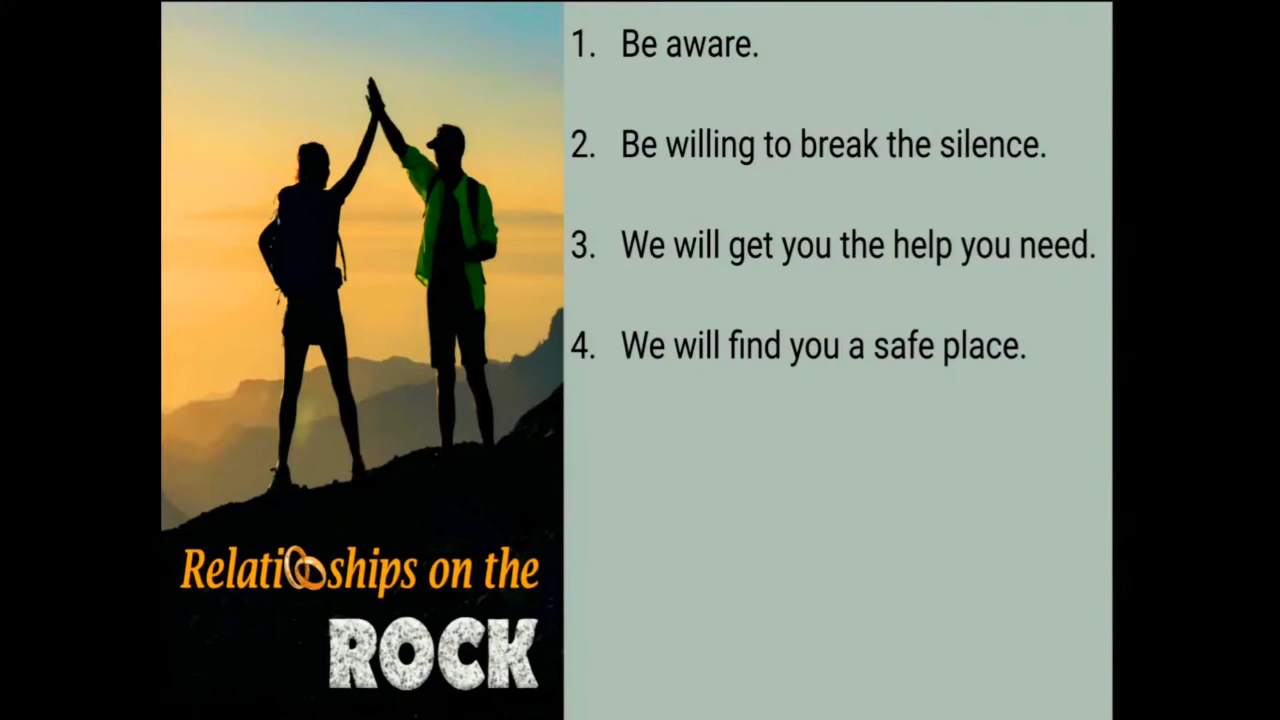 1. Be aware.
2. Be willing to break the silence.
3. We will get you the help you need.
4. We will find you a safe place.
Relationships on the
ROCK